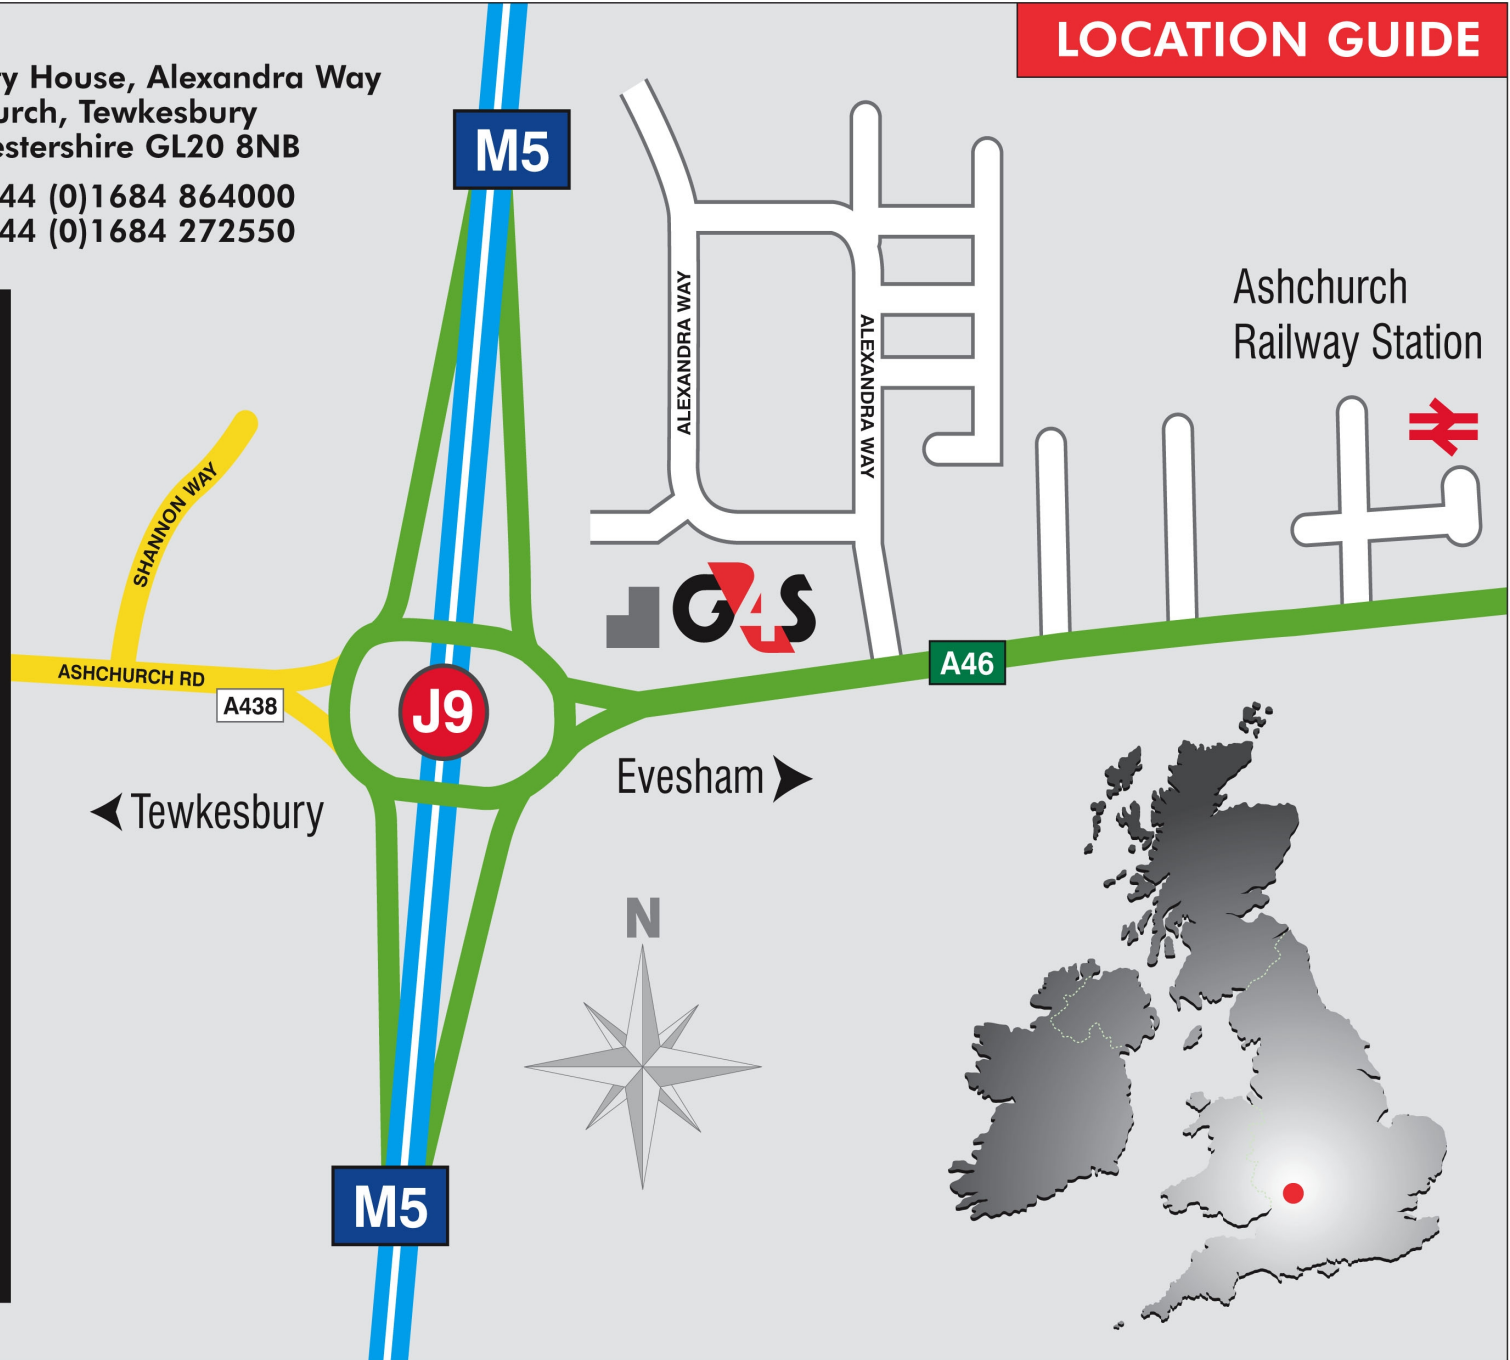 LOCATION GUIDE
ry House, Alexandra Way
urch, Tewkesbury
estershire GL20 8NB
44 (0)1684 864000
44 (0)1684 272550
M5
ALEXANDRA WAY
ALEXANDRA WAY
Ashchurch
Railway Station
SHANNON WAY
G4S
ASHCHURCH RD
A438
J9
A46
Evesham
Tewkesbury
N
M5